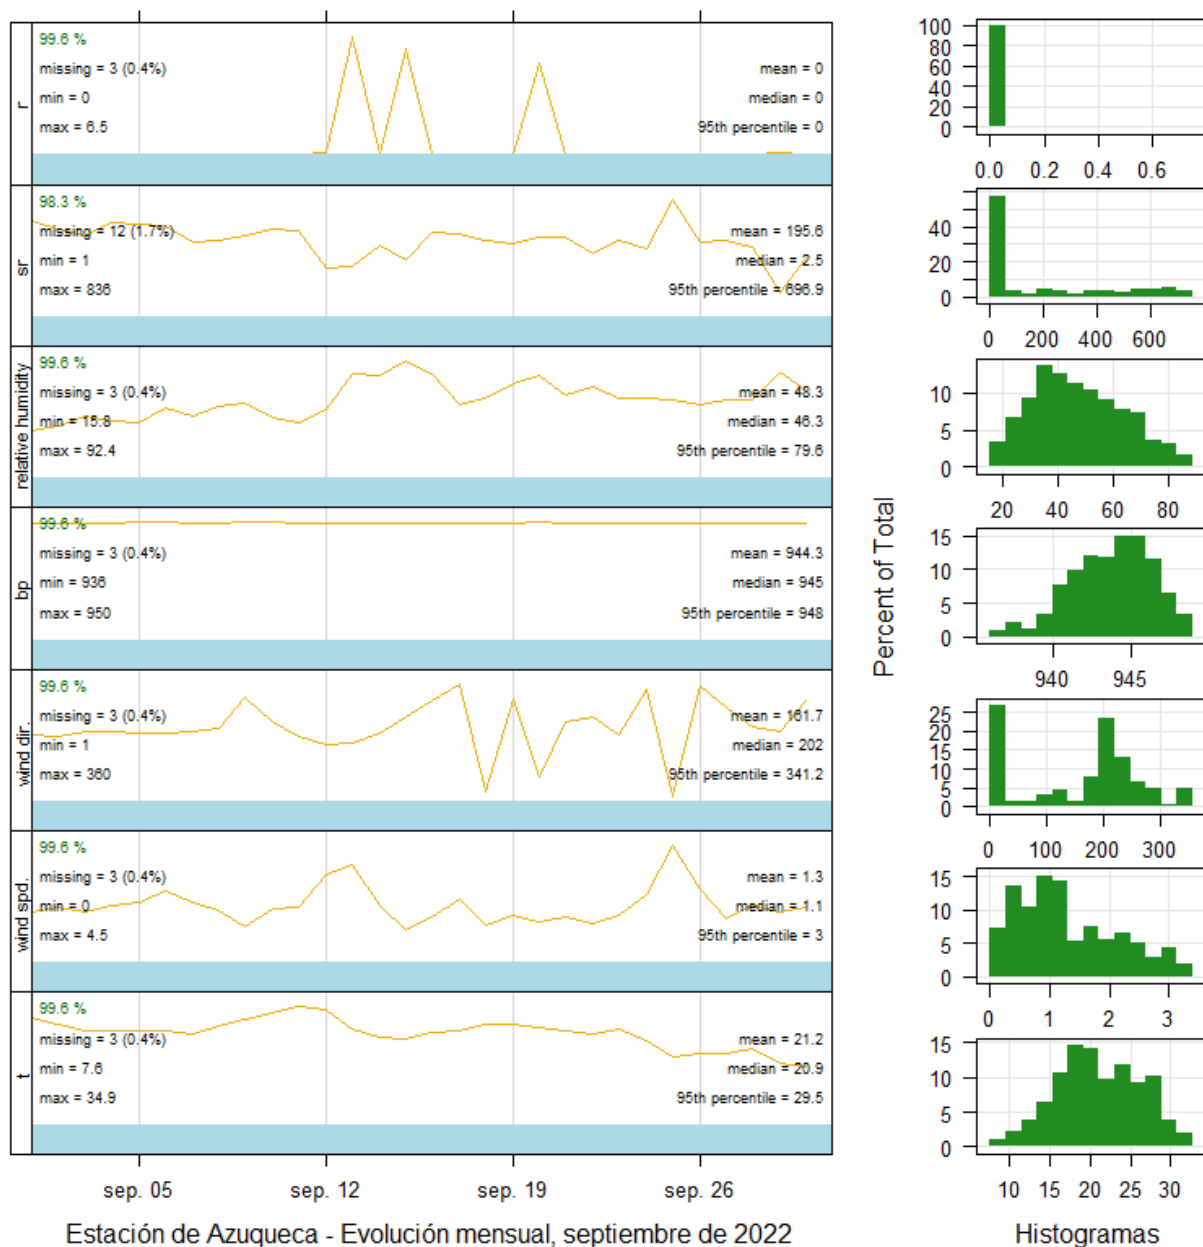 r
99.6 %
missing = 3 (0.4%)
min = 0
max = 6.5
mean = 0
median = 0
95th percentile = 0
100
80
60
40
20
0
0.0 0.2 0.4 0.6
sr
98.3 %
missing = 12 (1.7%)
min = 1
max = 836
mean = 195.6
median = 2.5
95th percentile = 696.9
40
20
0
0 200 400 600
relative humidity
99.6 %
missing = 3 (0.4%)
min = 15.8
max = 92.4
mean = 48.3
median = 46.3
95th percentile = 79.6
10
5
0
20 40 60 80
bp
99.6 %
missing = 3 (0.4%)
min = 936
max = 950
mean = 944.3
median = 945
95th percentile = 948
15
10
5
0
940 945
wind dir.
99.6 %
missing = 3 (0.4%)
min = 1
max = 360
mean = 161.7
median = 202
95th percentile = 341.2
25
20
15
10
5
0
0 100 200 300
wind spd.
99.6 %
missing = 3 (0.4%)
min = 0
max = 4.5
mean = 1.3
median = 1.1
95th percentile = 3
15
10
5
0
0 1 2 3
t
99.6 %
missing = 3 (0.4%)
min = 7.6
max = 34.9
mean = 21.2
median = 20.9
95th percentile = 29.5
15
10
5
0
10 15 20 25 30
sep. 05 sep. 12 sep. 19 sep. 26
Estación de Azuqueca - Evolución mensual, septiembre de 2022
Percent of Total
Histogramas